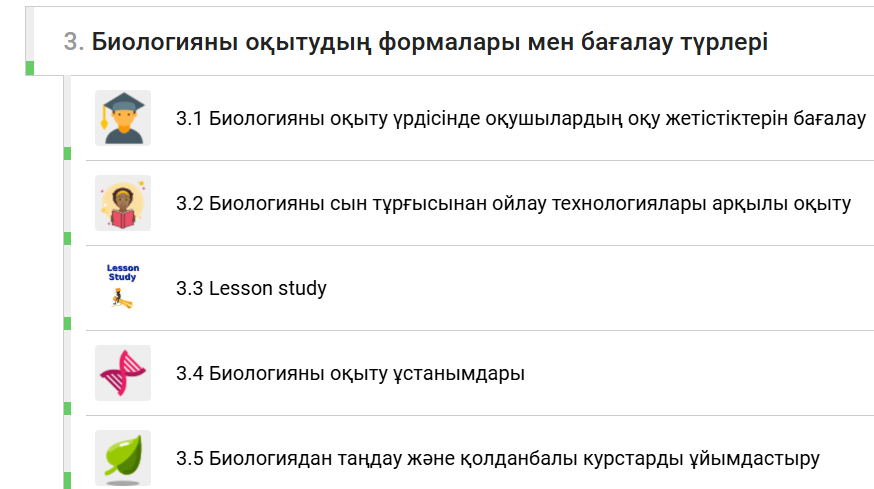 3. Биологияны оқытудың формалары мен бағалау түрлері
3.1 Биологияны оқыту үрдісінде оқушылардың оқу жетістіктерін бағалау
3.2 Биологияны сын тұрғысынан ойлау технологиялары арқылы оқыту
Lesson
Study
3.3 Lesson study
3.4 Биологияны оқыту ұстанымдары
3.5 Биологиядан таңдау және қолданбалы курстарды ұйымдастыру